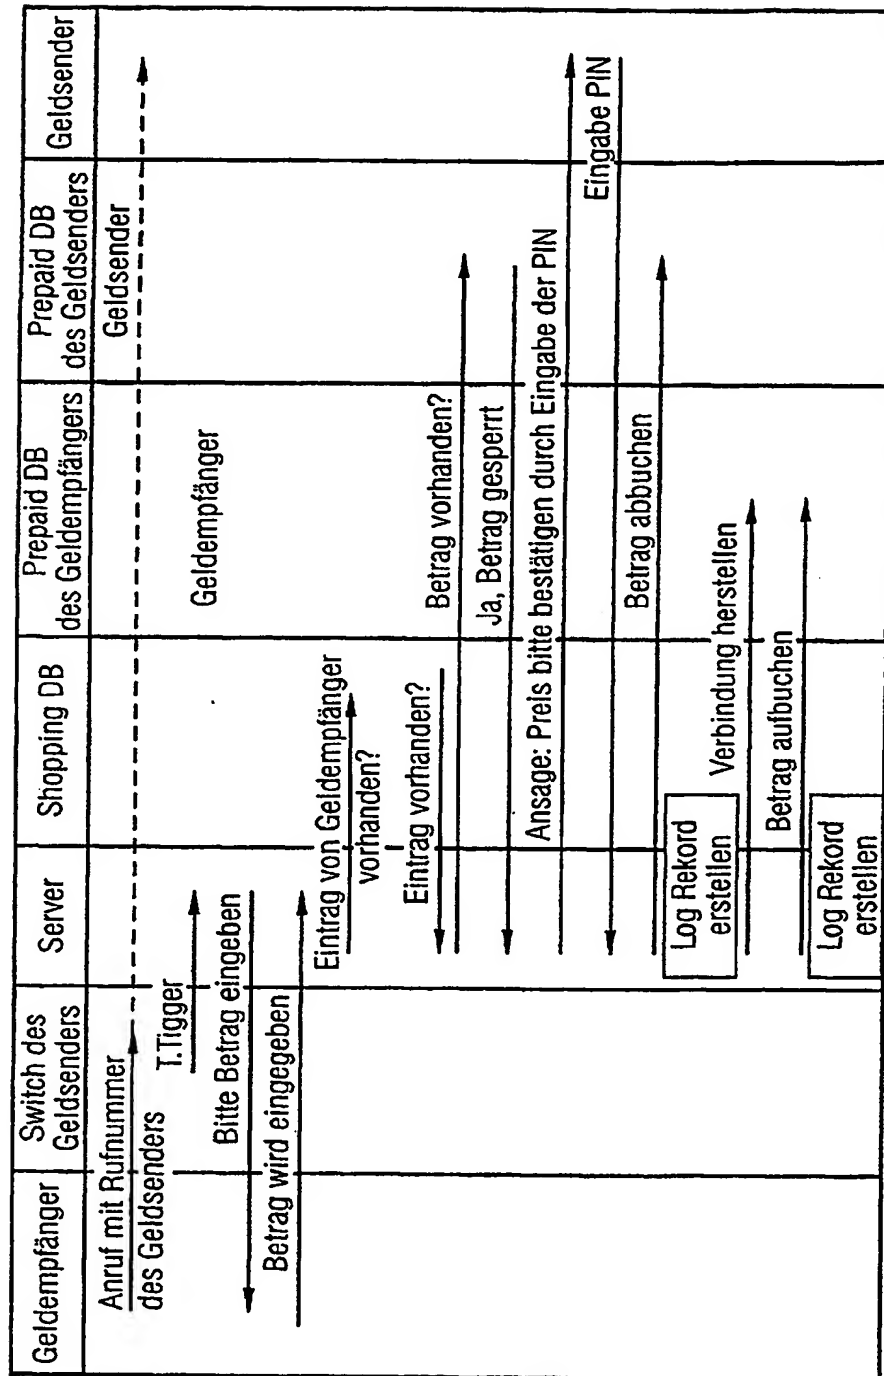 Geldempfänger
Switch des
Geldsenders
Server
Shopping DB
Prepaid DB
des Geldempfängers
Prepaid DB
des Geldsenders
Geldsender
Anruf mit Rufnummer
des Geldsenders
Geldsender
T.Tigger
Geldempfänger
Bitte Betrag eingeben
Betrag wird eingegeben
Eintrag von Geldempfänger
vorhanden?
Eintrag vorhanden?
Betrag vorhanden?
Ja, Betrag gesperrt
Ansage: Preis bitte bestätigen durch Eingabe der PIN
Eingabe PIN
Betrag abbuchen
Log Rekord
erstellen
Verbindung herstellen
Betrag aufbuchen
Log Rekord
erstellen